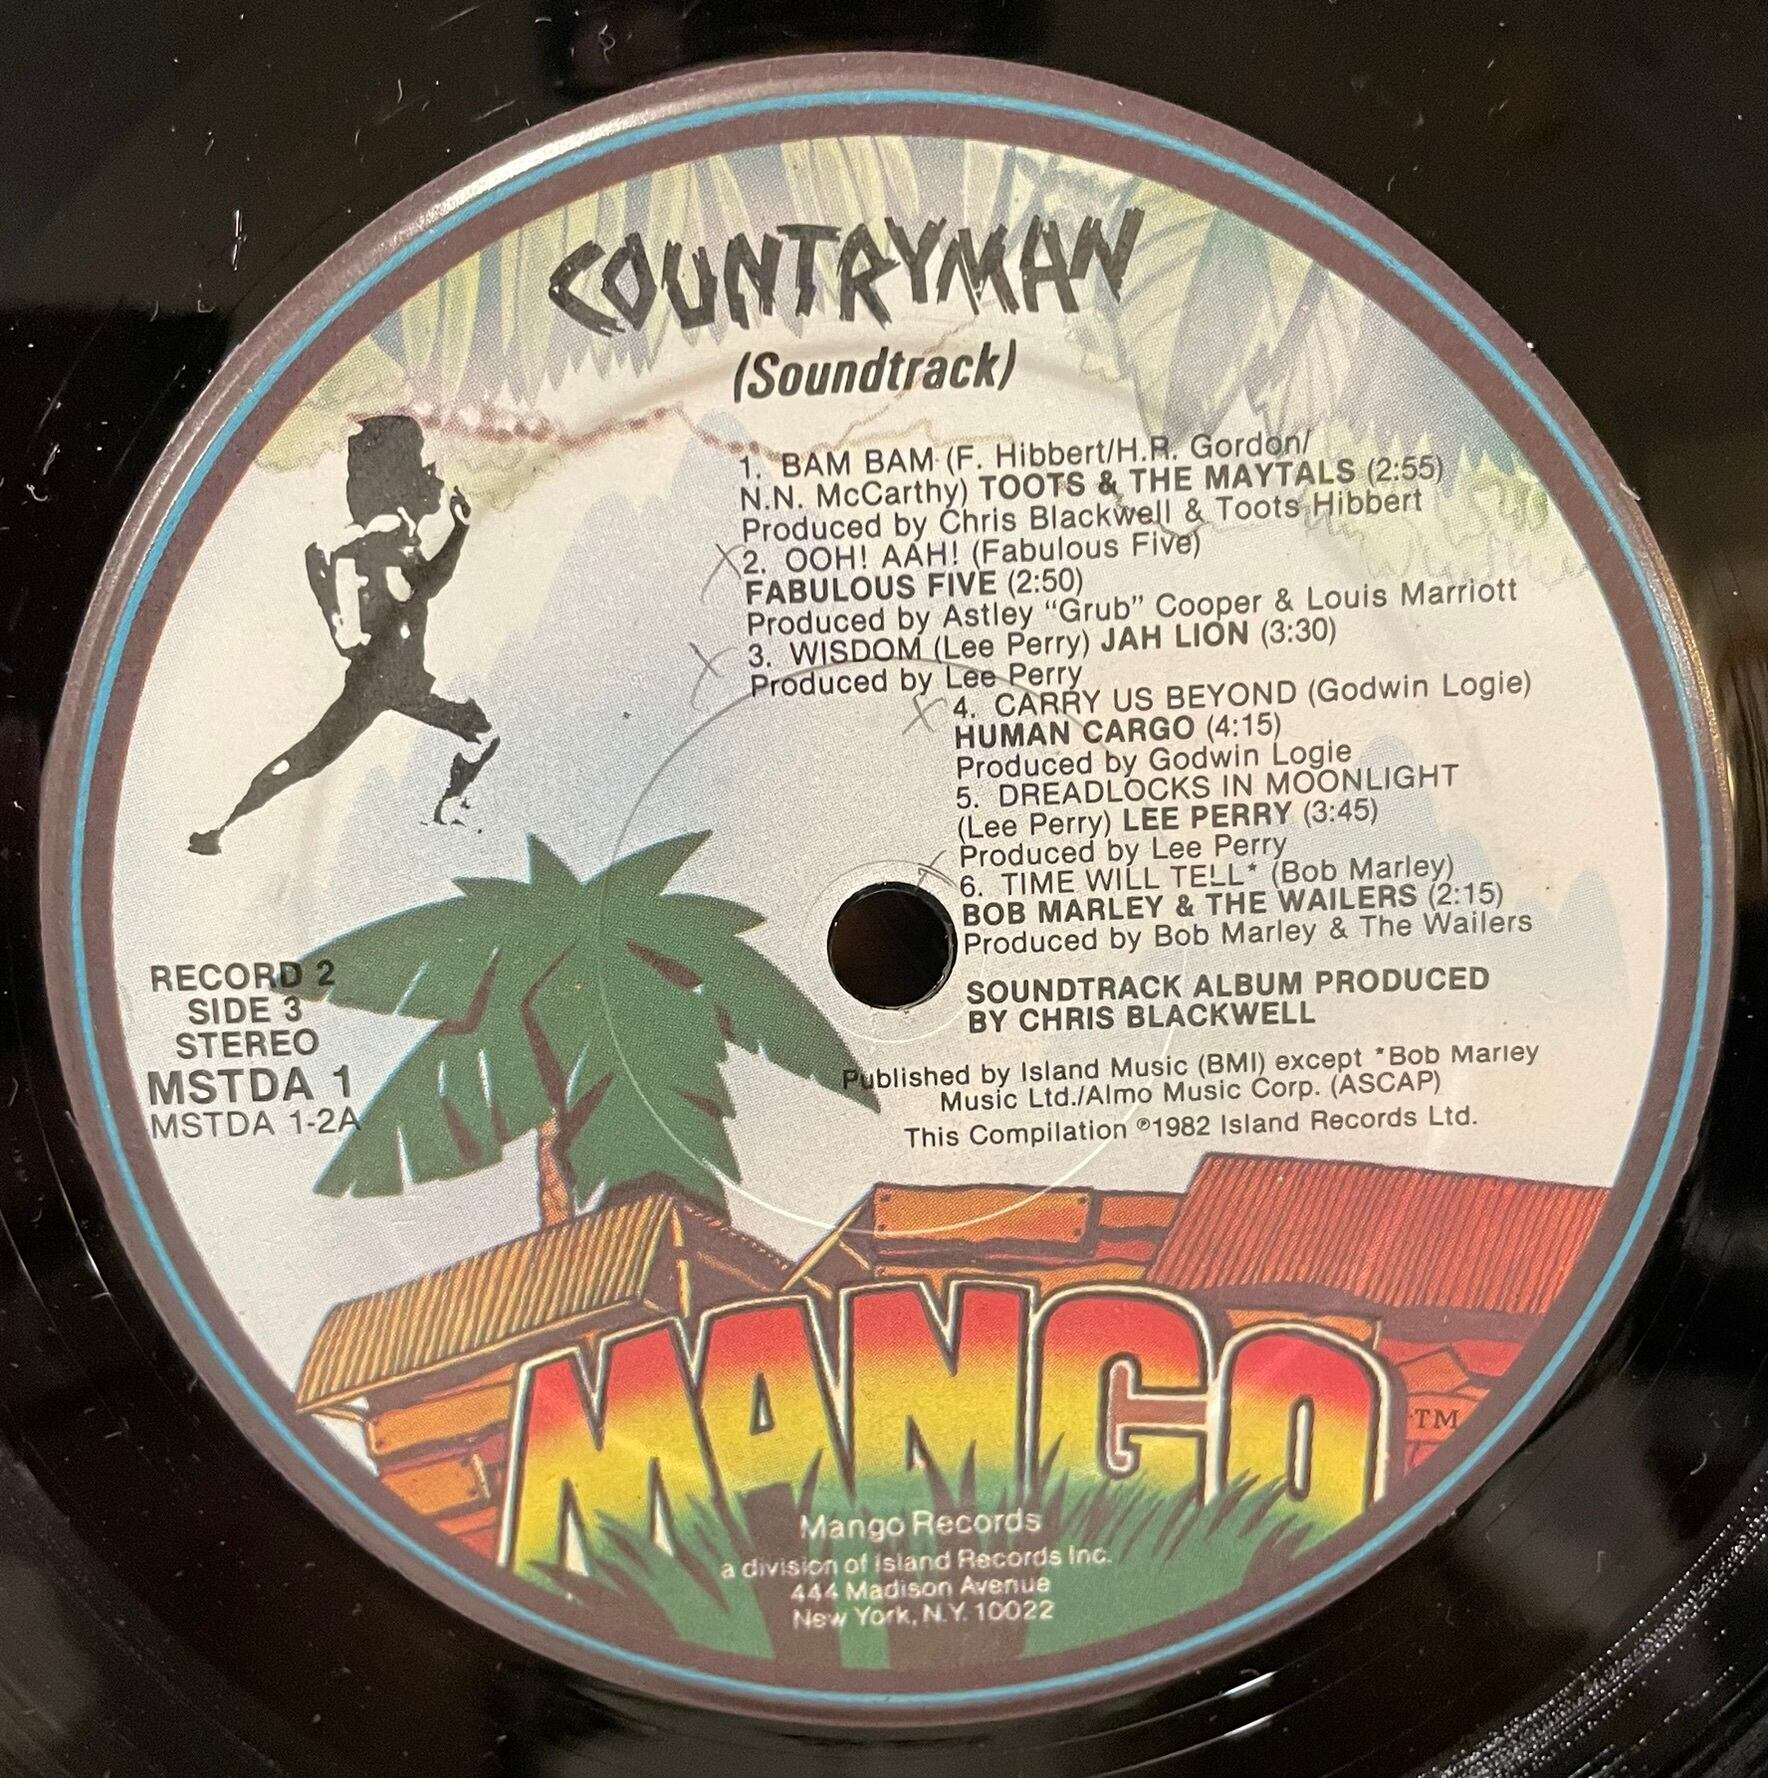 COUNTRYMAN
(Soundtrack)
1. BAM BAM (F. Hibbert/H.R. Gordon/
N.N. McCarthy) TOOTS & THE MAYTALS (2:55)
Produced by Chris Blackwell & Toots Hibbert
X 2. OOH! AAH! (Fabulous Five)
FABULOUS FIVE (2:50)
Produced by Astley “Grub” Cooper & Louis Marriott
X 3. WISDOM (Lee Perry) JAH LION (3:30)
Produced by Lee Perry
X 4. CARRY US BEYOND (Godwin Logie)
HUMAN CARGO (4:15)
Produced by Godwin Logie
5. DREADLOCKS IN MOONLIGHT
(Lee Perry) LEE PERRY (3:45)
Produced by Lee Perry
X 6. TIME WILL TELL* (Bob Marley)
BOB MARLEY & THE WAILERS (2:15)
Produced by Bob Marley & The Wailers
RECORD 2
SIDE 3
STEREO
MSTDA 1
MSTDA 1-2A
SOUNDTRACK ALBUM PRODUCED
BY CHRIS BLACKWELL
Published by Island Music (BMI) except *Bob Marley
Music Ltd./Almo Music Corp. (ASCAP)
This Compilation ℗1982 Island Records Ltd.
MANGO TM
Mango Records
a division of Island Records Inc.
444 Madison Avenue
New York, N.Y. 10022